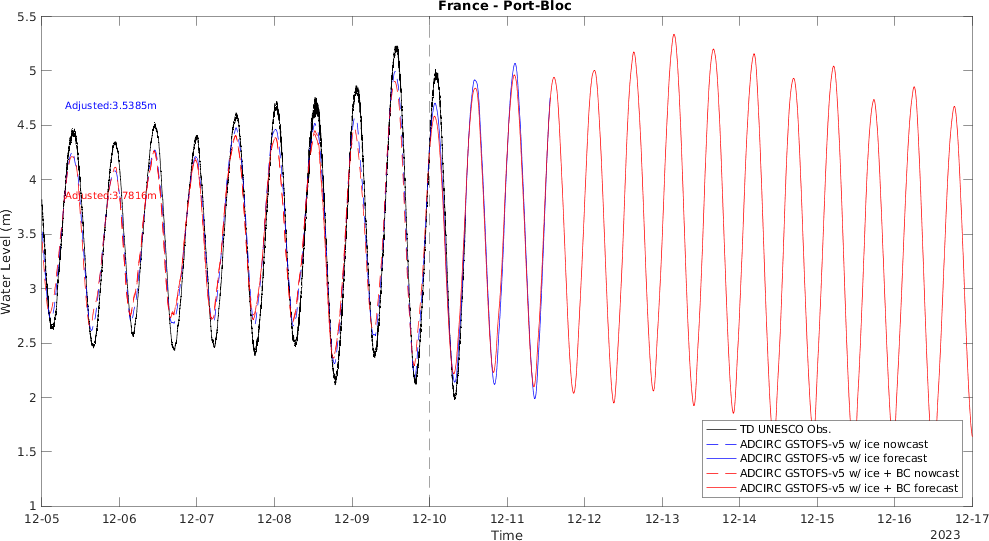 France - Port-Bloc
Water Level (m)
5.5
5
4.5
4
3.5
3
2.5
2
1.5
1
Adjusted:3.5385m
Adjusted:3.7816m
TD UNESCO Obs.
ADCIRC GSTOFS-v5 w/ ice nowcast
ADCIRC GSTOFS-v5 w/ ice forecast
ADCIRC GSTOFS-v5 w/ ice + BC nowcast
ADCIRC GSTOFS-v5 w/ ice + BC forecast
12-05 12-06 12-07 12-08 12-09 12-10 12-11 12-12 12-13 12-14 12-15 12-16 12-17
Time
2023